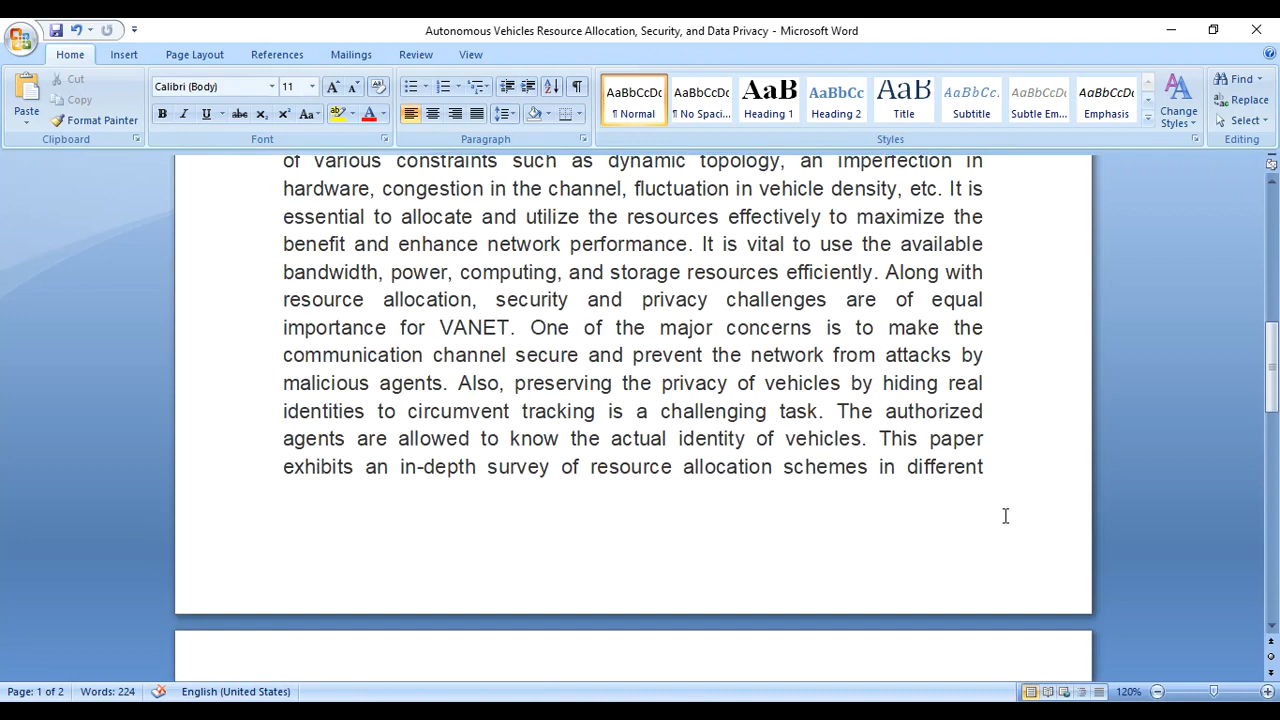 Autonomous Vehicles Resource Allocation, Security, and Data Privacy - Microsoft Word
Home Insert Page Layout References Mailings Review View
Paste
Cut
Copy
Format Painter
Clipboard
Calibri (Body) 11
Font
Paragraph
AaBbCcDc AaBbCcDc AaB AaBbCc AaB AaBbCc. AaBbCcDc AaBbCcDc
¶ Normal ¶ No Spaci... Heading 1 Heading 2 Title Subtitle Subtle Em... Emphasis
Change Styles
Styles
Find
Replace
Select
Editing
of various constraints such as dynamic topology, an imperfection in
hardware, congestion in the channel, fluctuation in vehicle density, etc. It is
essential to allocate and utilize the resources effectively to maximize the
benefit and enhance network performance. It is vital to use the available
bandwidth, power, computing, and storage resources efficiently. Along with
resource allocation, security and privacy challenges are of equal
importance for VANET. One of the major concerns is to make the
communication channel secure and prevent the network from attacks by
malicious agents. Also, preserving the privacy of vehicles by hiding real
identities to circumvent tracking is a challenging task. The authorized
agents are allowed to know the actual identity of vehicles. This paper
exhibits an in-depth survey of resource allocation schemes in different
Page: 1 of 2 Words: 224 English (United States) 120%